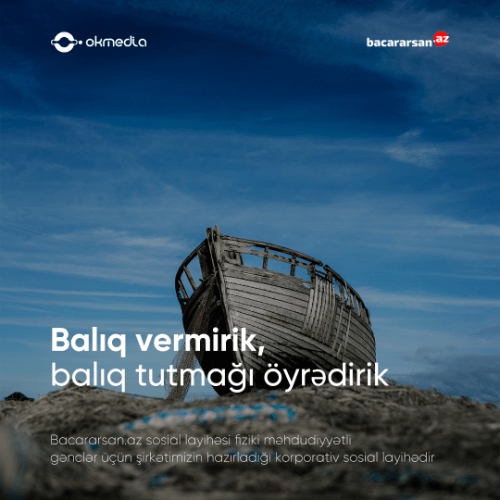 okmedia
bacararsan.az
Balıq vermirik,
balıq tutmağı öyrədirik
Bacararsan.az sosial layihəsi fiziki məhdudiyyətli
gənclər üçün şirkətimizin hazırladığı korporativ sosial layihədir